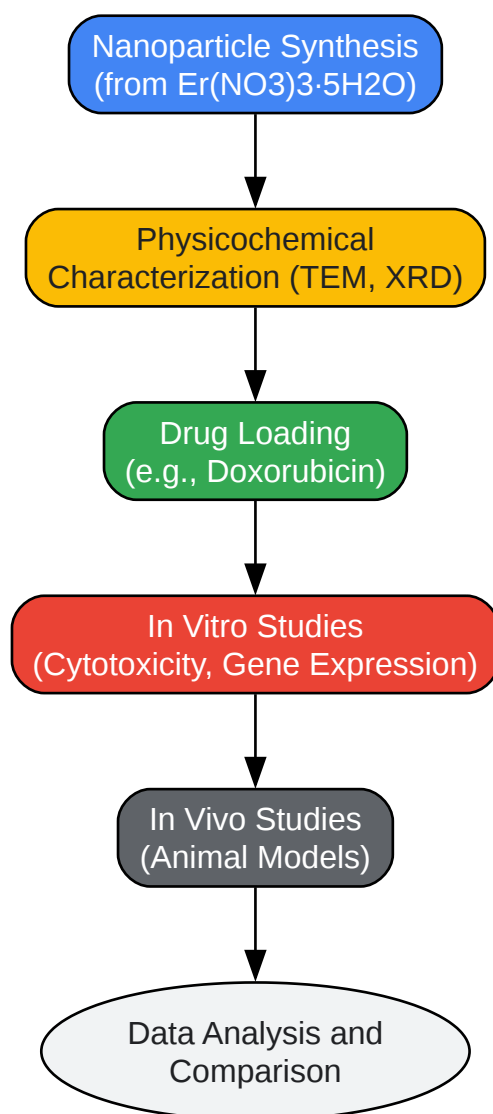 Nanoparticle Synthesis
(from Er(NO3)3·5H2O)
Physicochemical
Characterization (TEM, XRD)
Drug Loading
(e.g., Doxorubicin)
In Vitro Studies
(Cytotoxicity, Gene Expression)
In Vivo Studies
(Animal Models)
Data Analysis and
Comparison